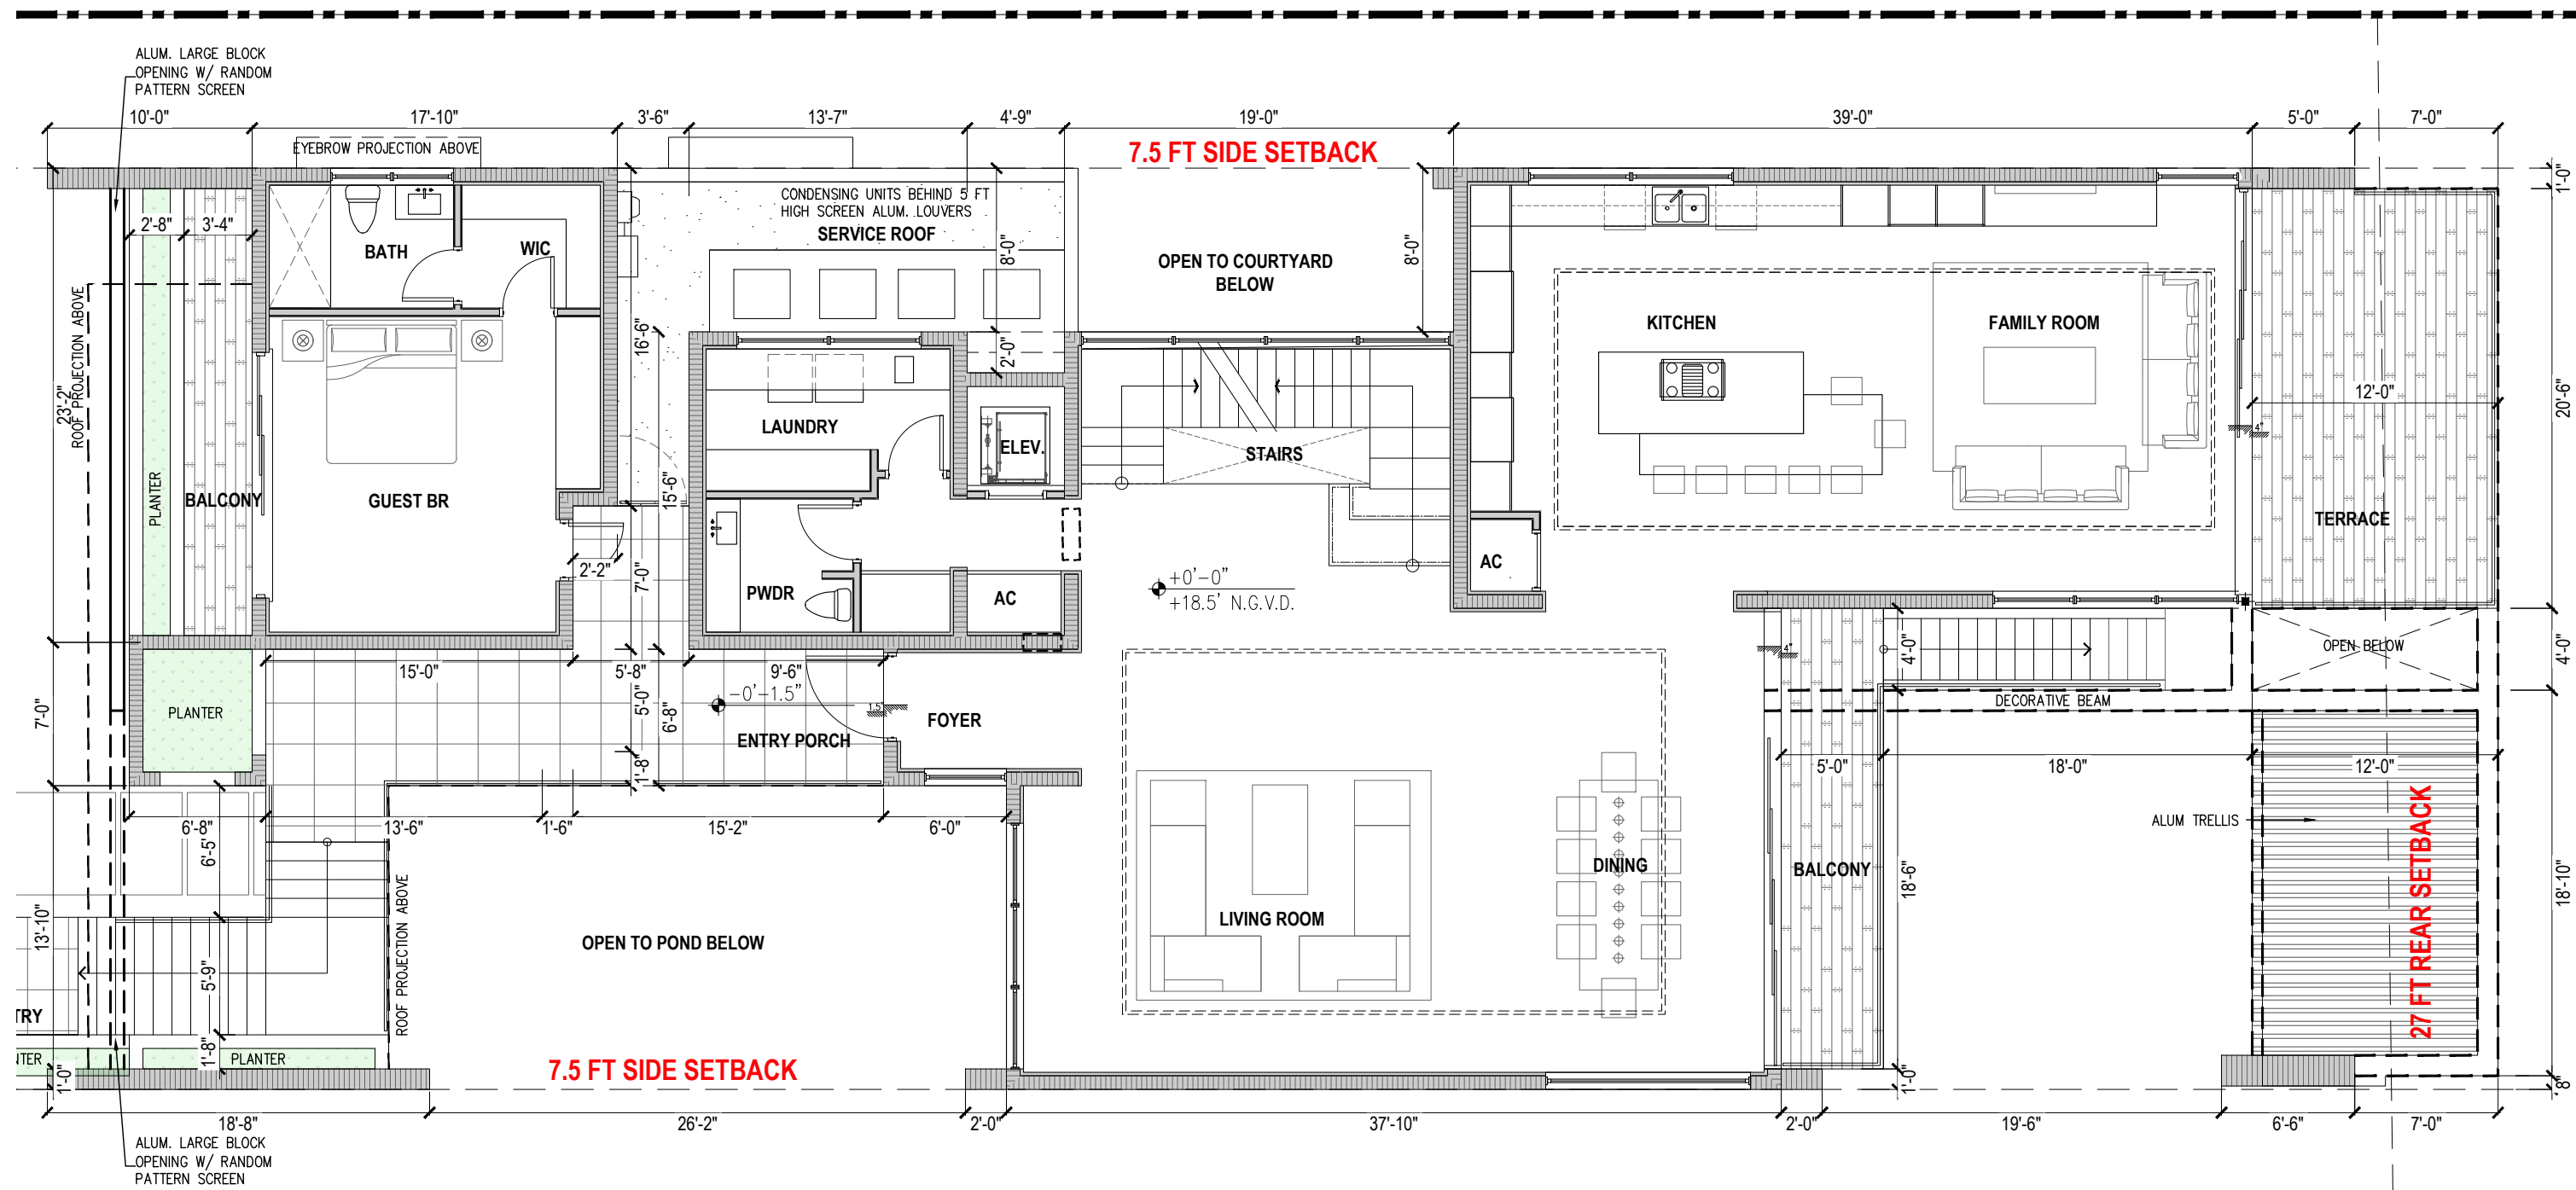 ALUM. LARGE BLOCK
OPENING W/ RANDOM
PATTERN SCREEN
10'-0"
17'-10"
3'-6"
13'-7"
4'-9"
19'-0"
39'-0"
5'-0"
7'-0"
EYEBROW PROJECTION ABOVE
7.5 FT SIDE SETBACK
1'-0"
CONDENSING UNITS BEHIND 5 FT
HIGH SCREEN ALUM. LOUVERS
SERVICE ROOF
2'-8"
3'-4"
BATH
WIC
8'-0"
OPEN TO COURTYARD
BELOW
8'-0"
ROOF PROJECTION ABOVE
23'-2"
KITCHEN
FAMILY ROOM
16'-6"
2'-0"
12'-0"
20'-6"
LAUNDRY
ELEV.
STAIRS
4"
PLANTER
BALCONY
GUEST BR
15'-6"
TERRACE
2'-2"
7'-0"
PWDR
AC
+0'-0"
+18.5' N.G.V.D.
AC
4"
4'-0"
OPEN BELOW
4'-0"
15'-0"
5'-8"
9'-6"
-0'-1.5"
1.5"
5'-0"
6'-8"
7'-0"
PLANTER
FOYER
ENTRY PORCH
DECORATIVE BEAM
1'-8"
5'-0"
18'-0"
12'-0"
6'-8"
13'-6"
1'-6"
15'-2"
6'-0"
6'-5"
ALUM TRELLIS
27 FT REAR SETBACK
DINING
BALCONY
18'-6"
18'-10"
13'-10"
ROOF PROJECTION ABOVE
LIVING ROOM
OPEN TO POND BELOW
5'-9"
TRY
NTER
PLANTER
1'-8"
1'-0"
7.5 FT SIDE SETBACK
1'-0"
8"
18'-8"
26'-2"
2'-0"
37'-10"
2'-0"
19'-6"
6'-6"
7'-0"
ALUM. LARGE BLOCK
OPENING W/ RANDOM
PATTERN SCREEN